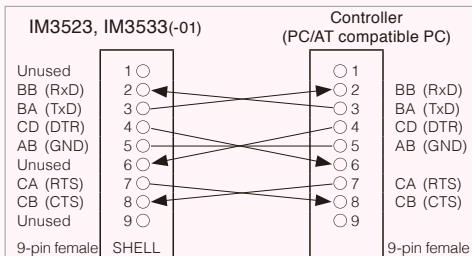 IM3523, IM3533(-01)
Controller
(PC/AT compatible PC)
Unused 1 1
BB (RxD) 2 2 BB (RxD)
BA (TxD) 3 3 BA (TxD)
CD (DTR) 4 4 CD (DTR)
AB (GND) 5 5 AB (GND)
Unused 6 6
CA (RTS) 7 7 CA (RTS)
CB (CTS) 8 8 CB (CTS)
Unused 9 9
9-pin female SHELL 9-pin female